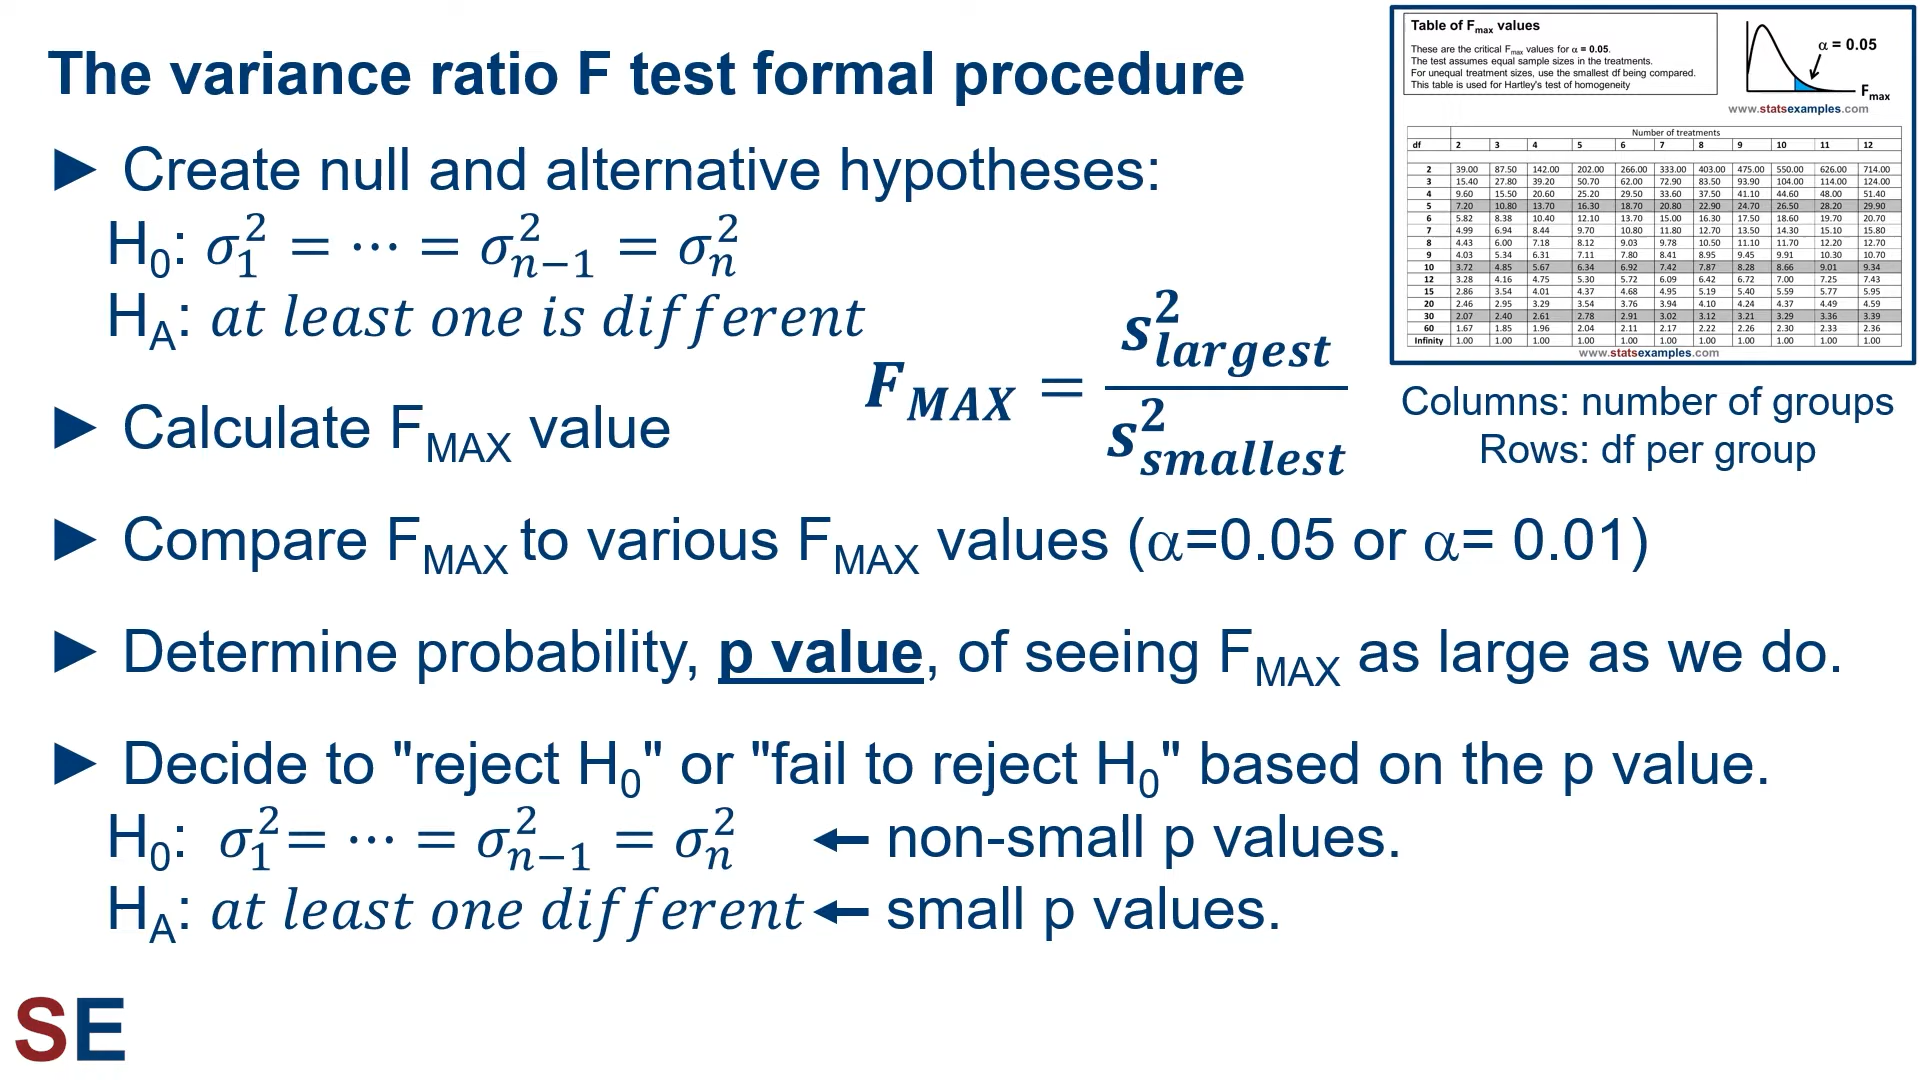 The variance ratio F test formal procedure
► Create null and alternative hypotheses:
H₀: σ₁² = ⋯ = σₙ₋₁² = σₙ²
Hₐ: at least one is different
F_MAX = s²_largest / s²_smallest
► Calculate F_MAX value
► Compare F_MAX to various F_MAX values (α=0.05 or α= 0.01)
► Determine probability, p value, of seeing F_MAX as large as we do.
► Decide to "reject H₀" or "fail to reject H₀" based on the p value.
H₀: σ₁²= ⋯ = σₙ₋₁² = σₙ² ← non-small p values.
Hₐ: at least one different ← small p values.
SE
Table of Fmax values
These are the critical Fmax values for α = 0.05.
The test assumes equal sample sizes in the treatments.
For unequal treatment sizes, use the smallest df being compared.
This table is used for Hartley's test of homogeneity
α = 0.05
Fmax
www.statsexamples.com
Number of treatments
df 2 3 4 5 6 7 8 9 10 11 12
2 39.00 87.50 142.00 202.00 266.00 333.00 403.00 475.00 550.00 626.00 714.00
3 15.40 27.80 39.20 50.70 62.00 72.90 83.50 93.90 104.00 114.00 124.00
4 9.60 15.50 20.60 25.20 29.50 33.60 37.50 41.10 44.60 48.00 51.40
5 7.20 10.80 13.70 16.30 18.70 20.80 22.90 24.70 26.50 28.20 29.90
6 5.82 8.38 10.40 12.10 13.70 15.00 16.30 17.50 18.60 19.70 20.70
7 4.99 6.94 8.44 9.70 10.80 11.80 12.70 13.50 14.30 15.10 15.80
8 4.43 6.00 7.18 8.12 9.03 9.78 10.50 11.10 11.70 12.20 12.70
9 4.03 5.34 6.31 7.11 7.80 8.41 8.95 9.45 9.91 10.30 10.70
10 3.72 4.85 5.67 6.34 6.92 7.42 7.87 8.28 8.66 9.01 9.34
12 3.28 4.16 4.75 5.30 5.72 6.09 6.42 6.72 7.00 7.25 7.43
15 2.86 3.54 4.01 4.37 4.68 4.95 5.19 5.40 5.59 5.77 5.95
20 2.46 2.95 3.29 3.54 3.76 3.94 4.10 4.24 4.37 4.49 4.59
30 2.07 2.40 2.61 2.78 2.91 3.02 3.12 3.21 3.29 3.36 3.39
60 1.67 1.85 1.96 2.04 2.11 2.17 2.22 2.26 2.30 2.33 2.36
Infinity 1.00 1.00 1.00 1.00 1.00 1.00 1.00 1.00 1.00 1.00 1.00
www.statsexamples.com
Columns: number of groups
Rows: df per group